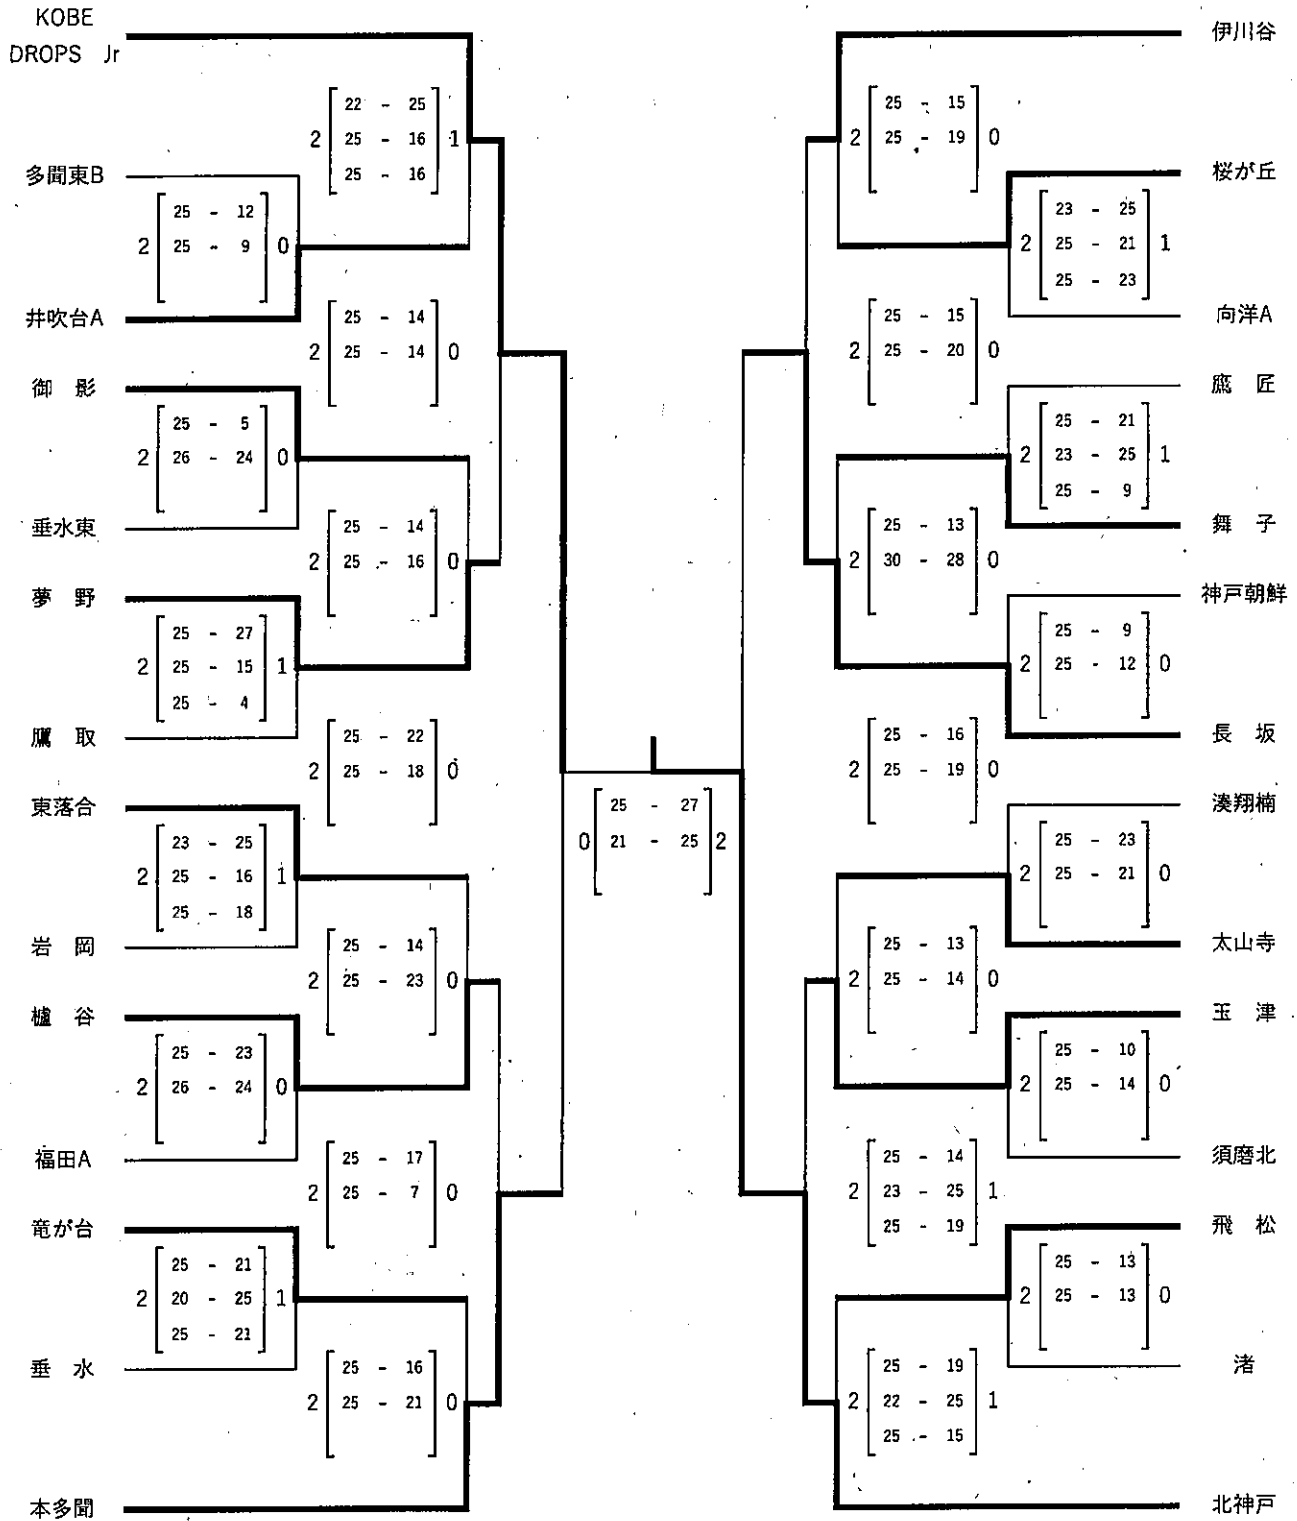 KOBE
DROPS Jr
22 - 25
2 25 - 16 1
25 - 16
多聞東B
25 - 12
2 25 - 9 0
井吹台A
25 - 14
2 25 - 14 0
御 影
25 - 5
2 26 - 24 0
垂水東
25 - 14
2 25 - 16 0
夢 野
25 - 27
2 25 - 15 1
25 - 4
鷹 取
25 - 22
2 25 - 18 0
東落合
23 - 25
2 25 - 16 1
25 - 18
岩 岡
25 - 14
2 25 - 23 0
櫨 谷
25 - 23
2 26 - 24 0
福田A
25 - 17
2 25 - 7 0
竜が台
25 - 21
2 20 - 25 1
25 - 21
垂 水
25 - 16
2 25 - 21 0
本多聞
25 - 27
0 21 - 25 2
伊川谷
25 - 15
2 25 - 19 0
桜が丘
23 - 25
2 25 - 21 1
25 - 23
向洋A
25 - 15
2 25 - 20 0
鷹 匠
25 - 21
2 23 - 25 1
25 - 9
舞 子
25 - 13
2 30 - 28 0
神戸朝鮮
25 - 9
2 25 - 12 0
長 坂
25 - 16
2 25 - 19 0
湊翔楠
25 - 23
2 25 - 21 0
太山寺
25 - 13
2 25 - 14 0
玉 津
25 - 10
2 25 - 14 0
須磨北
25 - 14
2 23 - 25 1
25 - 19
飛 松
25 - 13
2 25 - 13 0
渚
25 - 19
2 22 - 25 1
25 - 15
北神戸